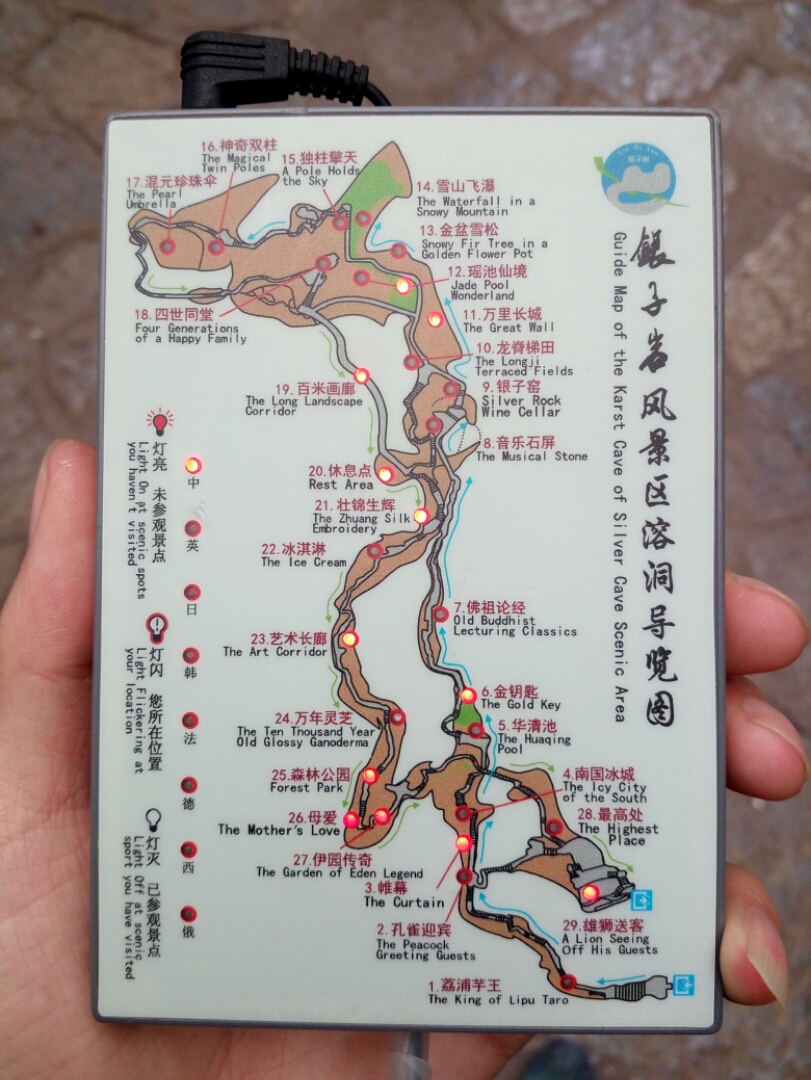 Yin Zi Yan
银子岩
银子岩风景区溶洞导览图
Guide Map of the Karst Cave of Silver Cave Scenic Area
16.神奇双柱
The Magical
Twin Poles
15.独柱擎天
A Pole Holds
the Sky
17.混元珍珠伞
The Pearl
Umbrella
14.雪山飞瀑
The Waterfall in a
Snowy Mountain
13.金盆雪松
Snowy Fir Tree in a
Golden Flower Pot
12.瑶池仙境
Jade Pool
Wonderland
18.四世同堂
Four Generations
of a Happy Family
11.万里长城
The Great Wall
10.龙脊梯田
The Longji
Terraced Fields
19.百米画廊
The Long Landscape
Corridor
9.银子窑
Silver Rock
Wine Cellar
8.音乐石屏
The Musical Stone
20.休息点
Rest Area
21.壮锦生辉
The Zhuang Silk
Embroidery
22.冰淇淋
The Ice Cream
7.佛祖论经
Old Buddhist
Lecturing Classics
23.艺术长廊
The Art Corridor
6.金钥匙
The Gold Key
24.万年灵芝
The Ten Thousand Year
Old Glossy Ganoderma
5.华清池
The Huaqing
Pool
25.森林公园
Forest Park
4.南国冰城
The Icy City
of the South
26.母爱
The Mother's Love
28.最高处
The Highest
Place
27.伊园传奇
The Garden of Eden Legend
3.帷幕
The Curtain
2.孔雀迎宾
The Peacock
Greeting Guests
29.雄狮送客
A Lion Seeing
Off His Guests
1.荔浦芋王
The King of Lipu Taro
灯亮 未参观景点
Light On at scenic spots
you haven't visited
灯闪 您所在位置
Light Flickering at
your location
灯灭 已参观景点
Light Off at scenic
sport you have visited
中
英
日
韩
法
德
西
俄